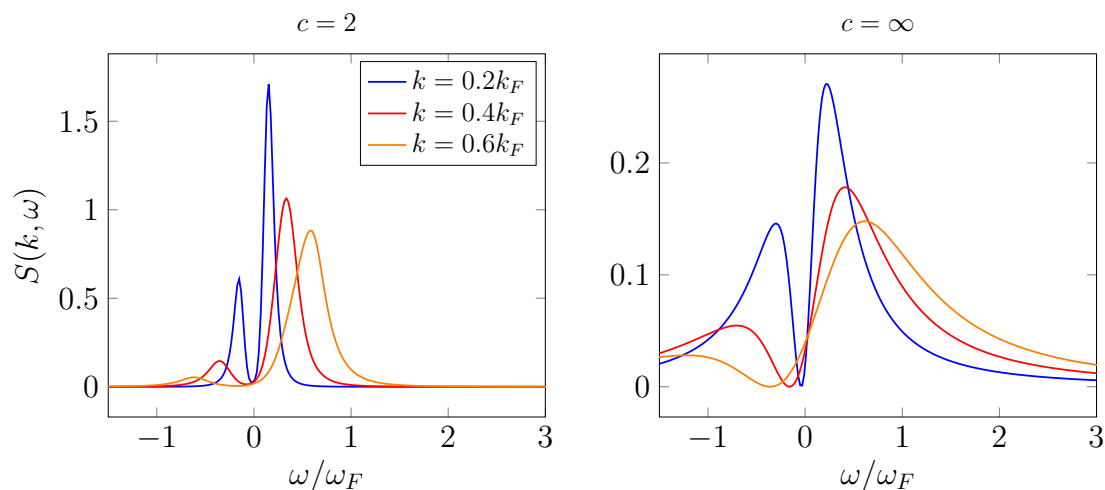 c = 2
k = 0.2k_F
k = 0.4k_F
k = 0.6k_F
S(k, ω)
1.5
1
0.5
0
−1 0 1 2 3
ω/ω_F
c = ∞
0.2
0.1
0
−1 0 1 2 3
ω/ω_F